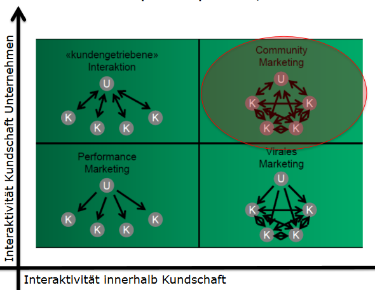 «kundengetriebene»
Interaktion
U
K
K
K
K
Community
Marketing
U
K
K
K
K
Performance
Marketing
U
K
K
K
K
Virales
Marketing
U
K
K
K
K
Interaktivität Kundschaft Unternehmen
Interaktivität innerhalb Kundschaft